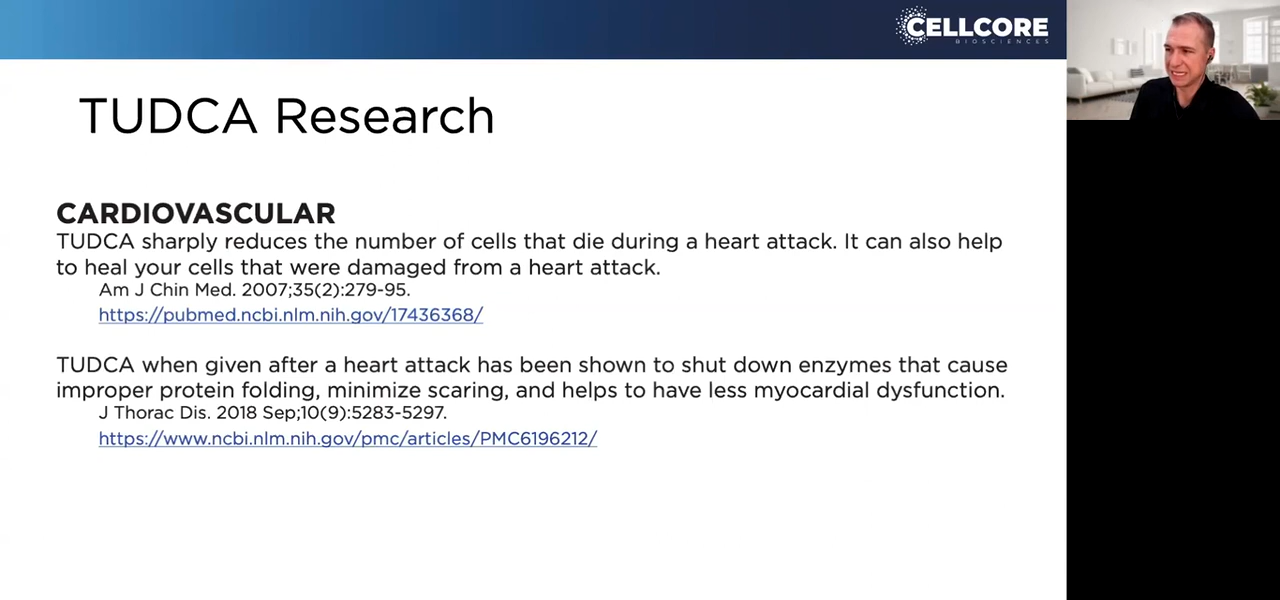 CELLCORE
BIOSCIENCES
TUDCA Research
CARDIOVASCULAR
TUDCA sharply reduces the number of cells that die during a heart attack. It can also help
to heal your cells that were damaged from a heart attack.
Am J Chin Med. 2007;35(2):279-95.
https://pubmed.ncbi.nlm.nih.gov/17436368/
TUDCA when given after a heart attack has been shown to shut down enzymes that cause
improper protein folding, minimize scaring, and helps to have less myocardial dysfunction.
J Thorac Dis. 2018 Sep;10(9):5283-5297.
https://www.ncbi.nlm.nih.gov/pmc/articles/PMC6196212/